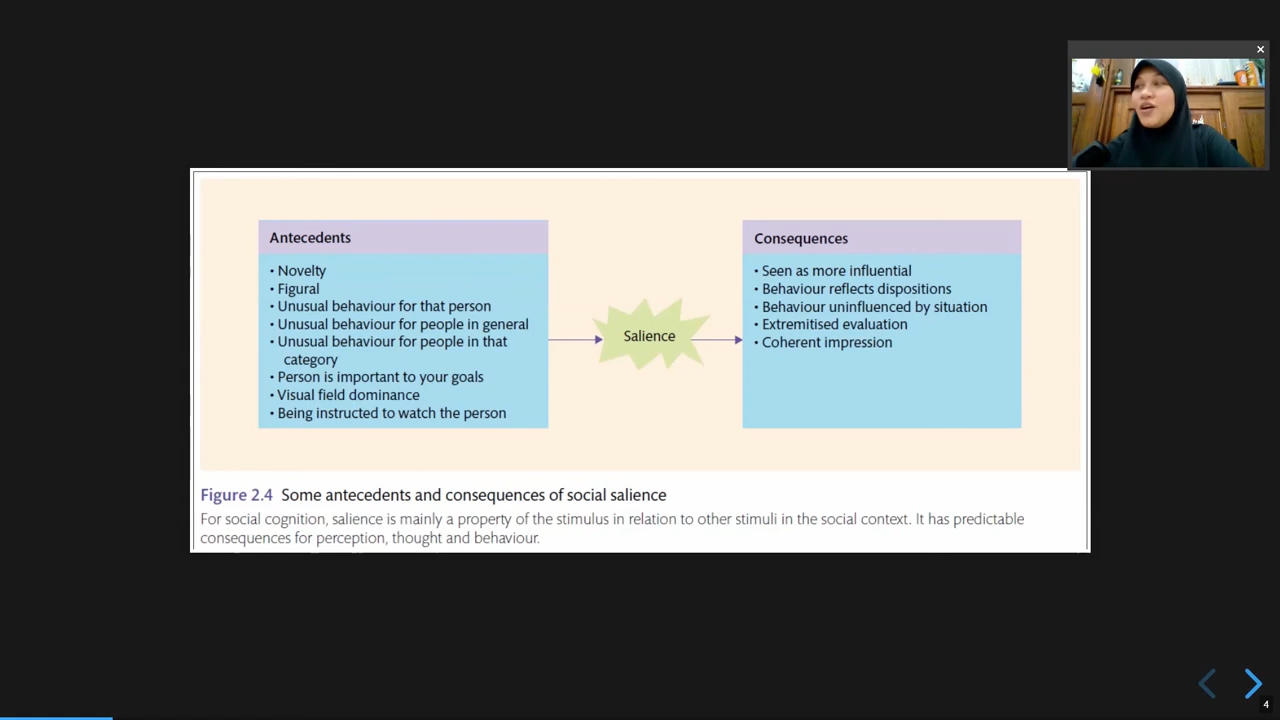 Antecedents
• Novelty
• Figural
• Unusual behaviour for that person
• Unusual behaviour for people in general
• Unusual behaviour for people in that
category
• Person is important to your goals
• Visual field dominance
• Being instructed to watch the person
Salience
Consequences
• Seen as more influential
• Behaviour reflects dispositions
• Behaviour uninfluenced by situation
• Extremitised evaluation
• Coherent impression
Figure 2.4 Some antecedents and consequences of social salience
For social cognition, salience is mainly a property of the stimulus in relation to other stimuli in the social context. It has predictable
consequences for perception, thought and behaviour.
4